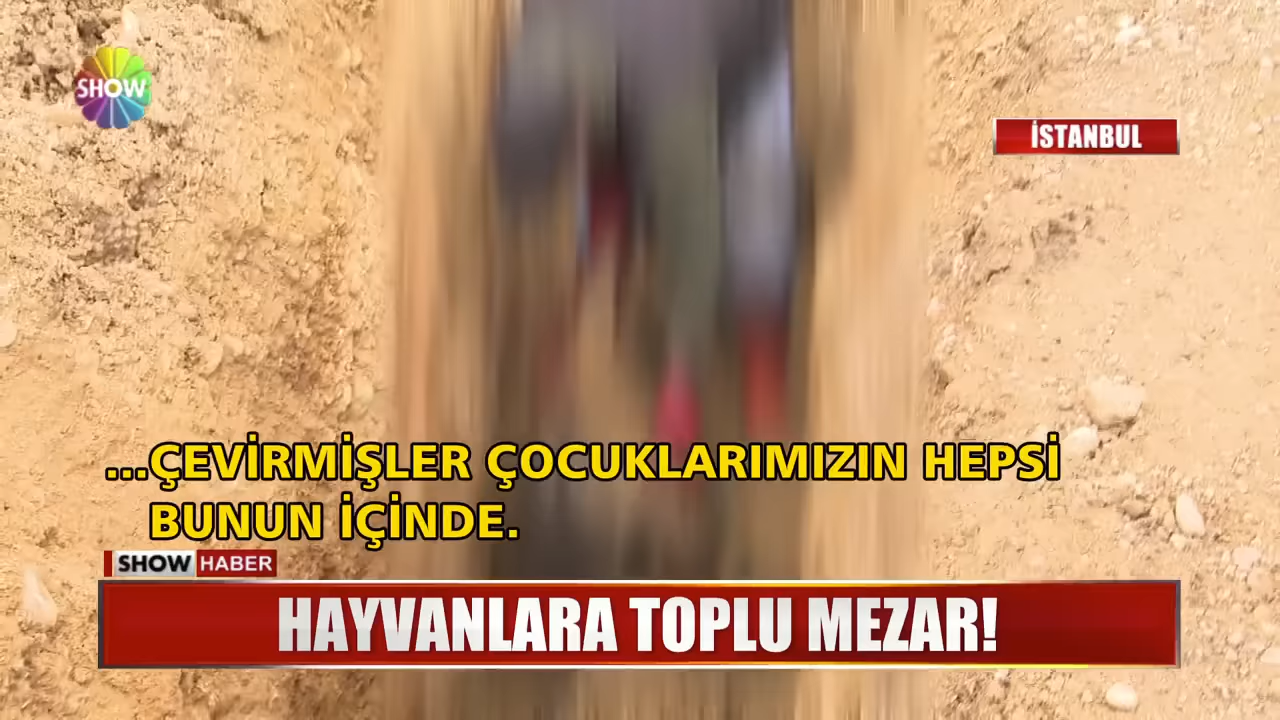 SHOW
İSTANBUL
...ÇEVİRMİŞLER ÇOCUKLARIMIZIN HEPSİ
BUNUN İÇİNDE.
SHOW HABER
HAYVANLARA TOPLU MEZAR!